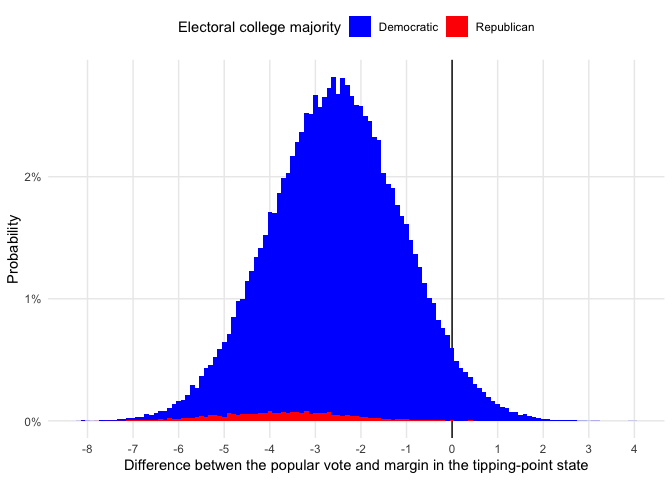 Electoral college majority Democratic Republican
2%
1%
0%
Probability
-8 -7 -6 -5 -4 -3 -2 -1 0 1 2 3 4
Difference betwen the popular vote and margin in the tipping-point state